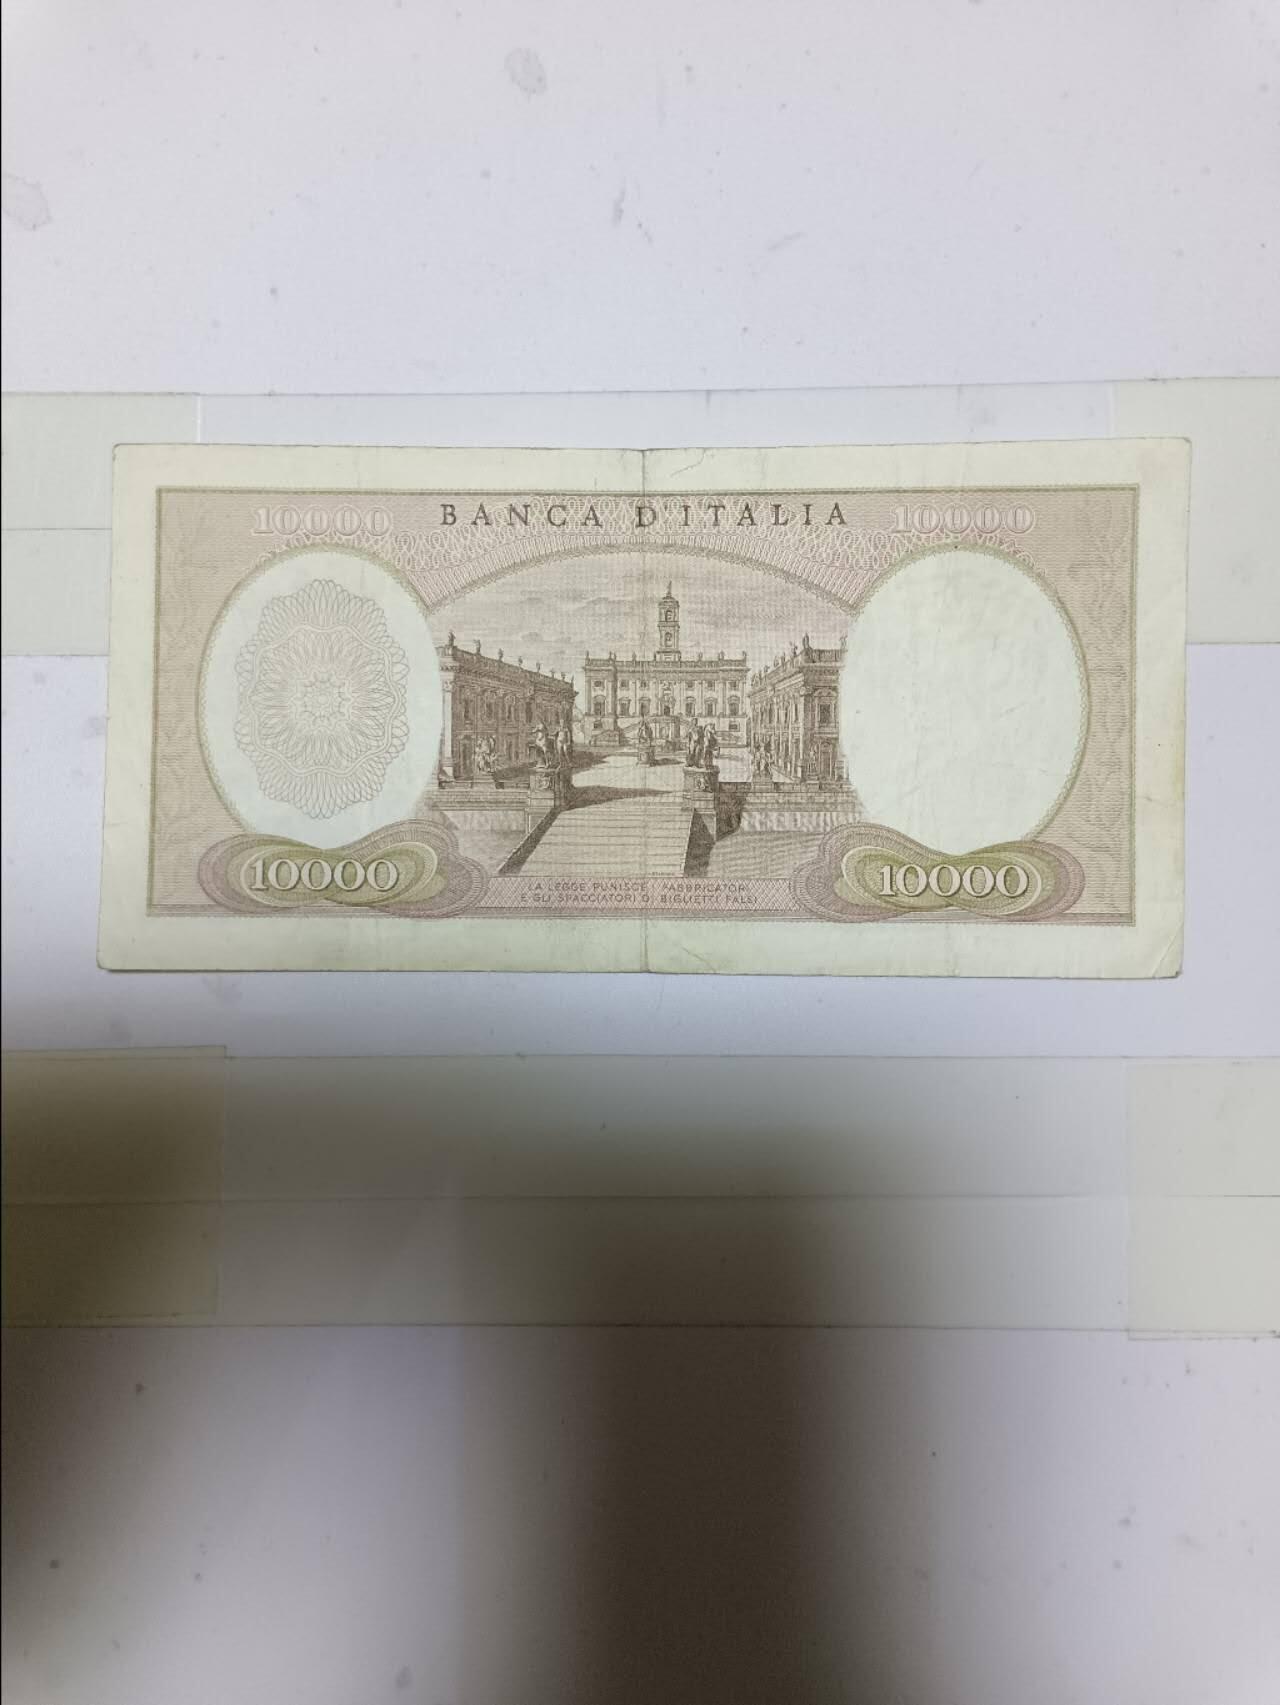 10000 BANCA D'ITALIA 10000
10000 10000
LA LEGGE PUNISCE I FABBRICATORI
E GLI SPACCIATORI DI BIGLIETTI FALSI